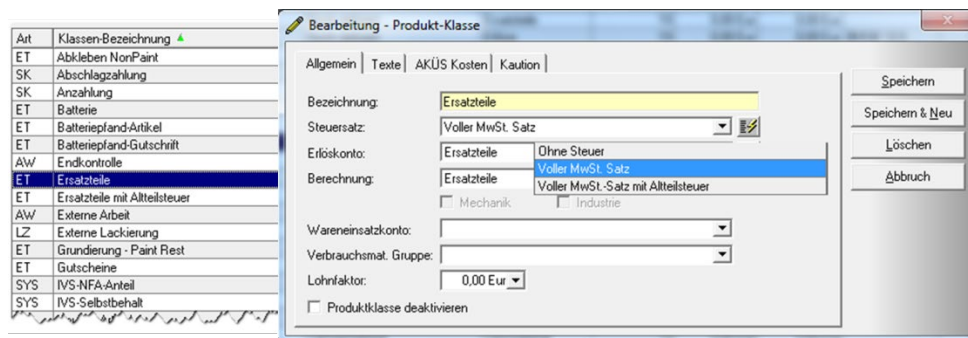 Art Klassen-Bezeichnung
ET Abkleben NonPaint
SK Abschlagzahlung
SK Anzahlung
ET Batterie
ET Batteriepfand-Artikel
ET Batteriepfand-Gutschrift
AW Endkontrolle
ET Ersatzteile
ET Ersatzteile mit Altteilsteuer
AW Externe Arbeit
LZ Externe Lackierung
ET Grundierung - Paint Rest
ET Gutscheine
SYS IVS-NFA-Anteil
SYS IVS-Selbstbehalt
Bearbeitung - Produkt-Klasse
Allgemein Texte AKÜS Kosten Kaution
Bezeichnung: Ersatzteile
Steuersatz: Voller MwSt. Satz
Erlöskonto: Ersatzteile
Ohne Steuer
Voller MwSt. Satz
Voller MwSt.-Satz mit Altteilsteuer
Berechnung: Ersatzteile
Mechanik Industrie
Wareneinsatzkonto:
Verbrauchsmat. Gruppe:
Lohnfaktor: 0,00 Eur
Produktklasse deaktivieren
Speichern
Speichern & Neu
Löschen
Abbruch